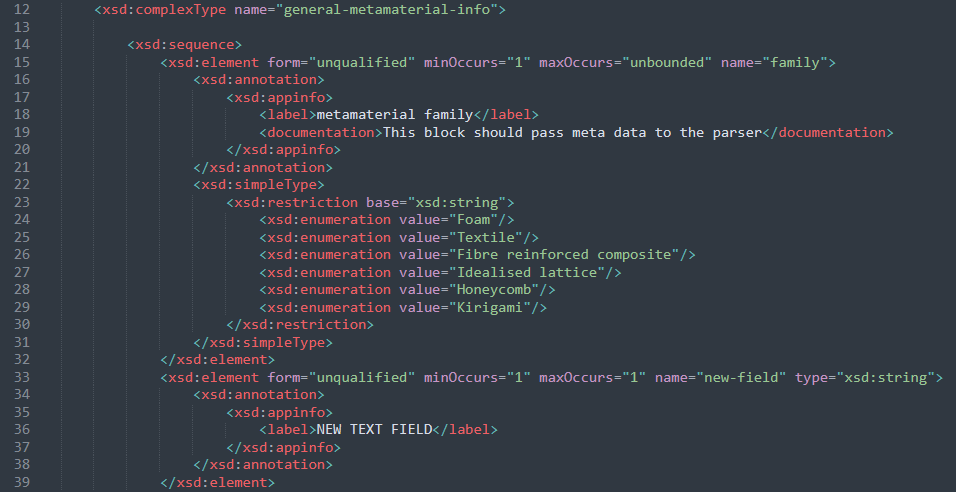 12 <xsd:complexType name="general-metamaterial-info">
13
14 <xsd:sequence>
15 <xsd:element form="unqualified" minOccurs="1" maxOccurs="unbounded" name="family">
16 <xsd:annotation>
17 <xsd:appinfo>
18 <label>metamaterial family</label>
19 <documentation>This block should pass meta data to the parser</documentation>
20 </xsd:appinfo>
21 </xsd:annotation>
22 <xsd:simpleType>
23 <xsd:restriction base="xsd:string">
24 <xsd:enumeration value="Foam"/>
25 <xsd:enumeration value="Textile"/>
26 <xsd:enumeration value="Fibre reinforced composite"/>
27 <xsd:enumeration value="Idealised lattice"/>
28 <xsd:enumeration value="Honeycomb"/>
29 <xsd:enumeration value="Kirigami"/>
30 </xsd:restriction>
31 </xsd:simpleType>
32 </xsd:element>
33 <xsd:element form="unqualified" minOccurs="1" maxOccurs="1" name="new-field" type="xsd:string">
34 <xsd:annotation>
35 <xsd:appinfo>
36 <label>NEW TEXT FIELD</label>
37 </xsd:appinfo>
38 </xsd:annotation>
39 </xsd:element>